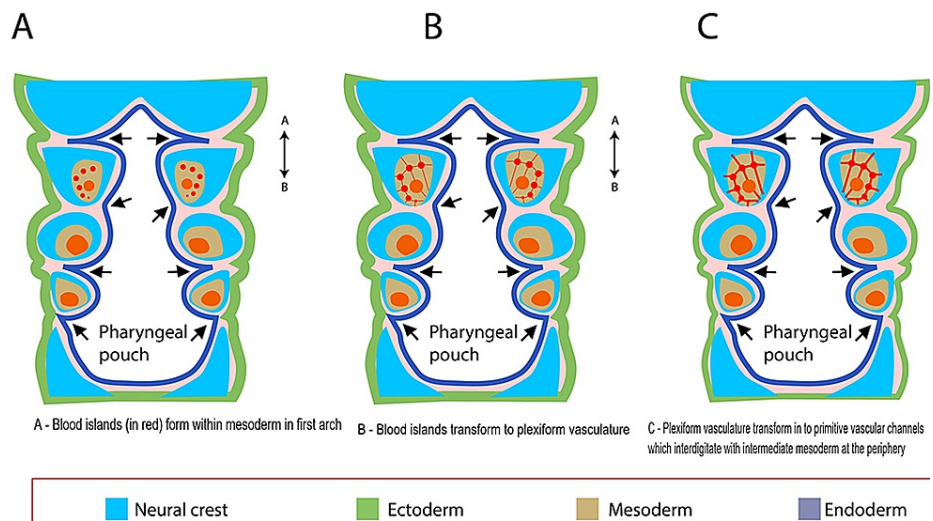 A
B
C
A
B
A
B
Pharyngeal
pouch
Pharyngeal
pouch
Pharyngeal
pouch
A - Blood islands (in red) form within mesoderm in first arch
B - Blood islands transform to plexiform vasculature
C - Plexiform vasculature transform in to primitive vascular channels
which interdigitate with intermediate mesoderm at the periphery
Neural crest
Ectoderm
Mesoderm
Endoderm